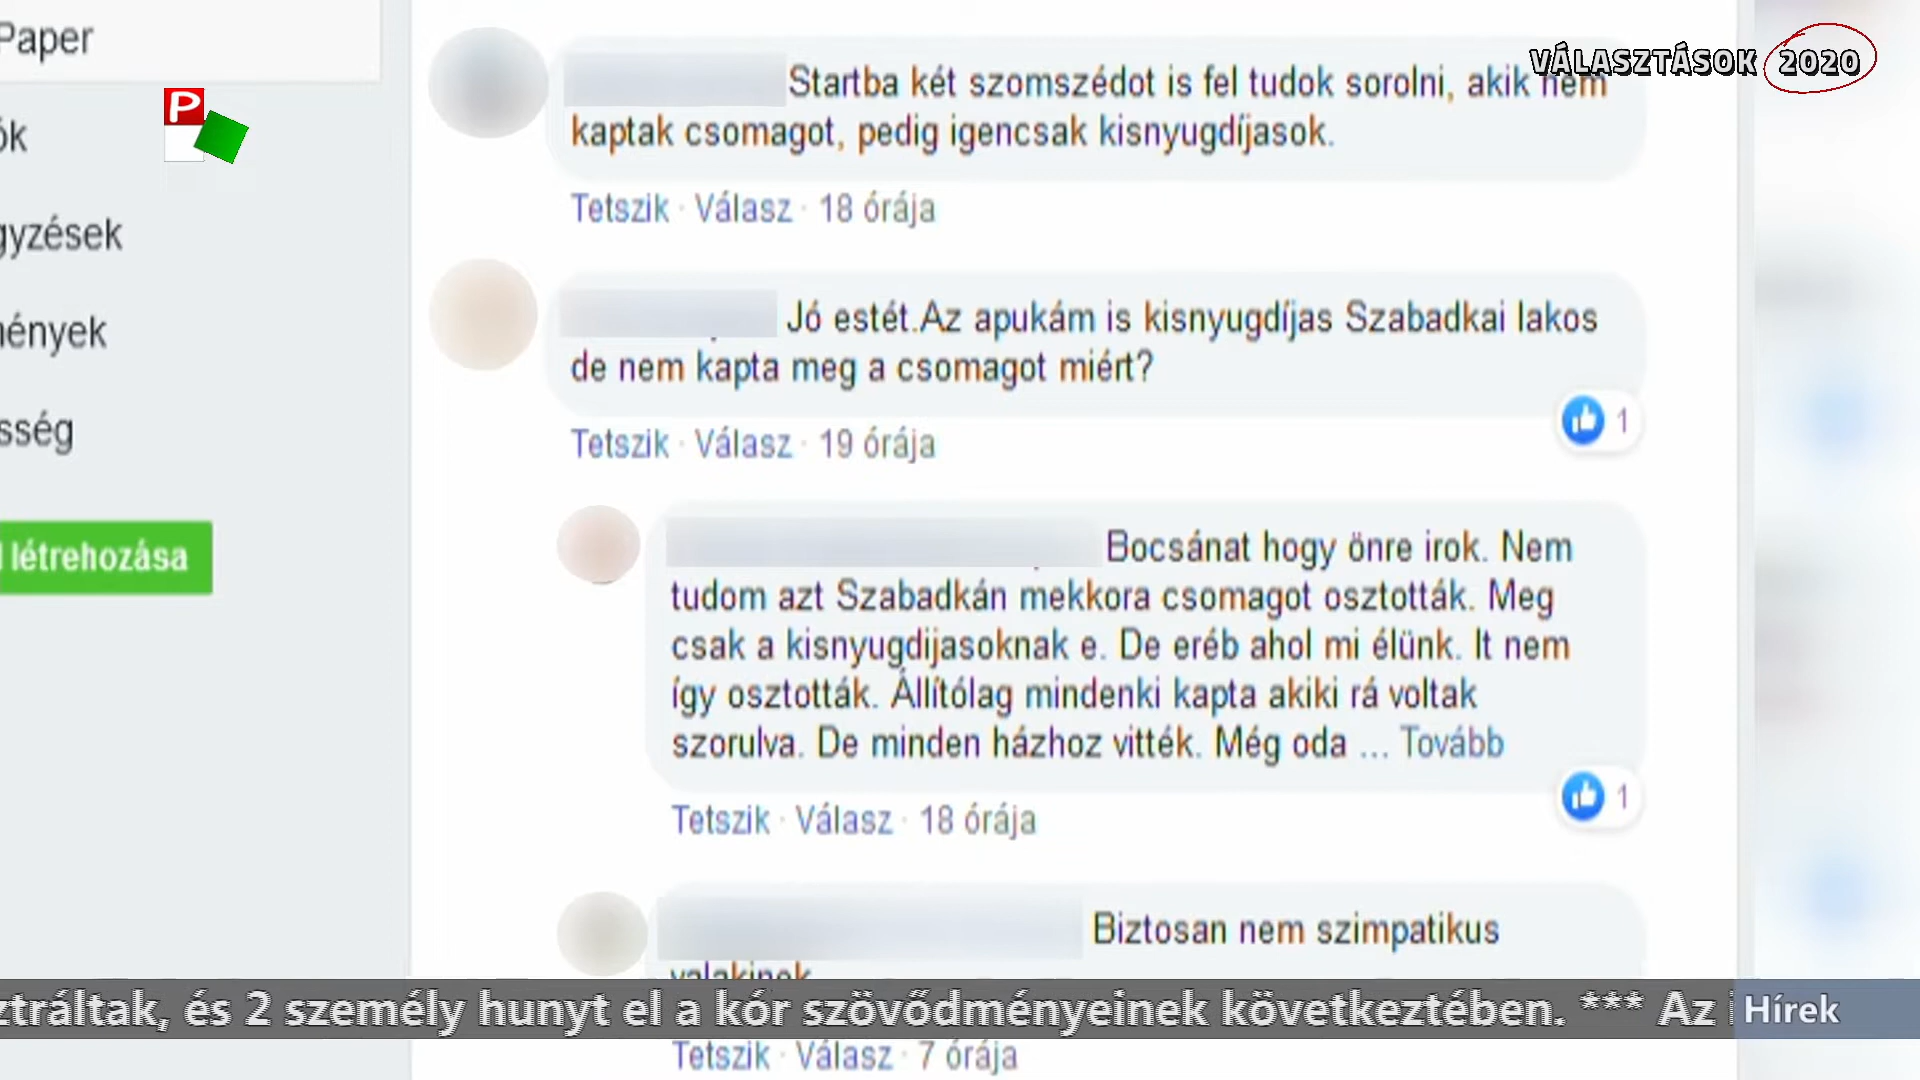 Paper
ók
gyzések
ények
sség
létrehozása
P
VÁLASZTÁSOK 2020
Startba két szomszédot is fel tudok sorolni, akik nem
kaptak csomagot, pedig igencsak kisnyugdíjasok.
Tetszik · Válasz · 18 órája
Jó estét.Az apukám is kisnyugdíjas Szabadkai lakos
de nem kapta meg a csomagot miért?
1
Tetszik · Válasz · 19 órája
Bocsánat hogy önre irok. Nem
tudom azt Szabadkán mekkora csomagot osztották. Meg
csak a kisnyugdijasoknak e. De eréb ahol mi élünk. It nem
így osztották. Állítólag mindenki kapta akiki rá voltak
szorulva. De minden házhoz vitték. Még oda ... Tovább
1
Tetszik · Válasz · 18 órája
Biztosan nem szimpatikus
valakinek
ztráltak, és 2 személy hunyt el a kór szövődményeinek következtében. *** Az
Hírek
Tetszik · Válasz · 7 órája